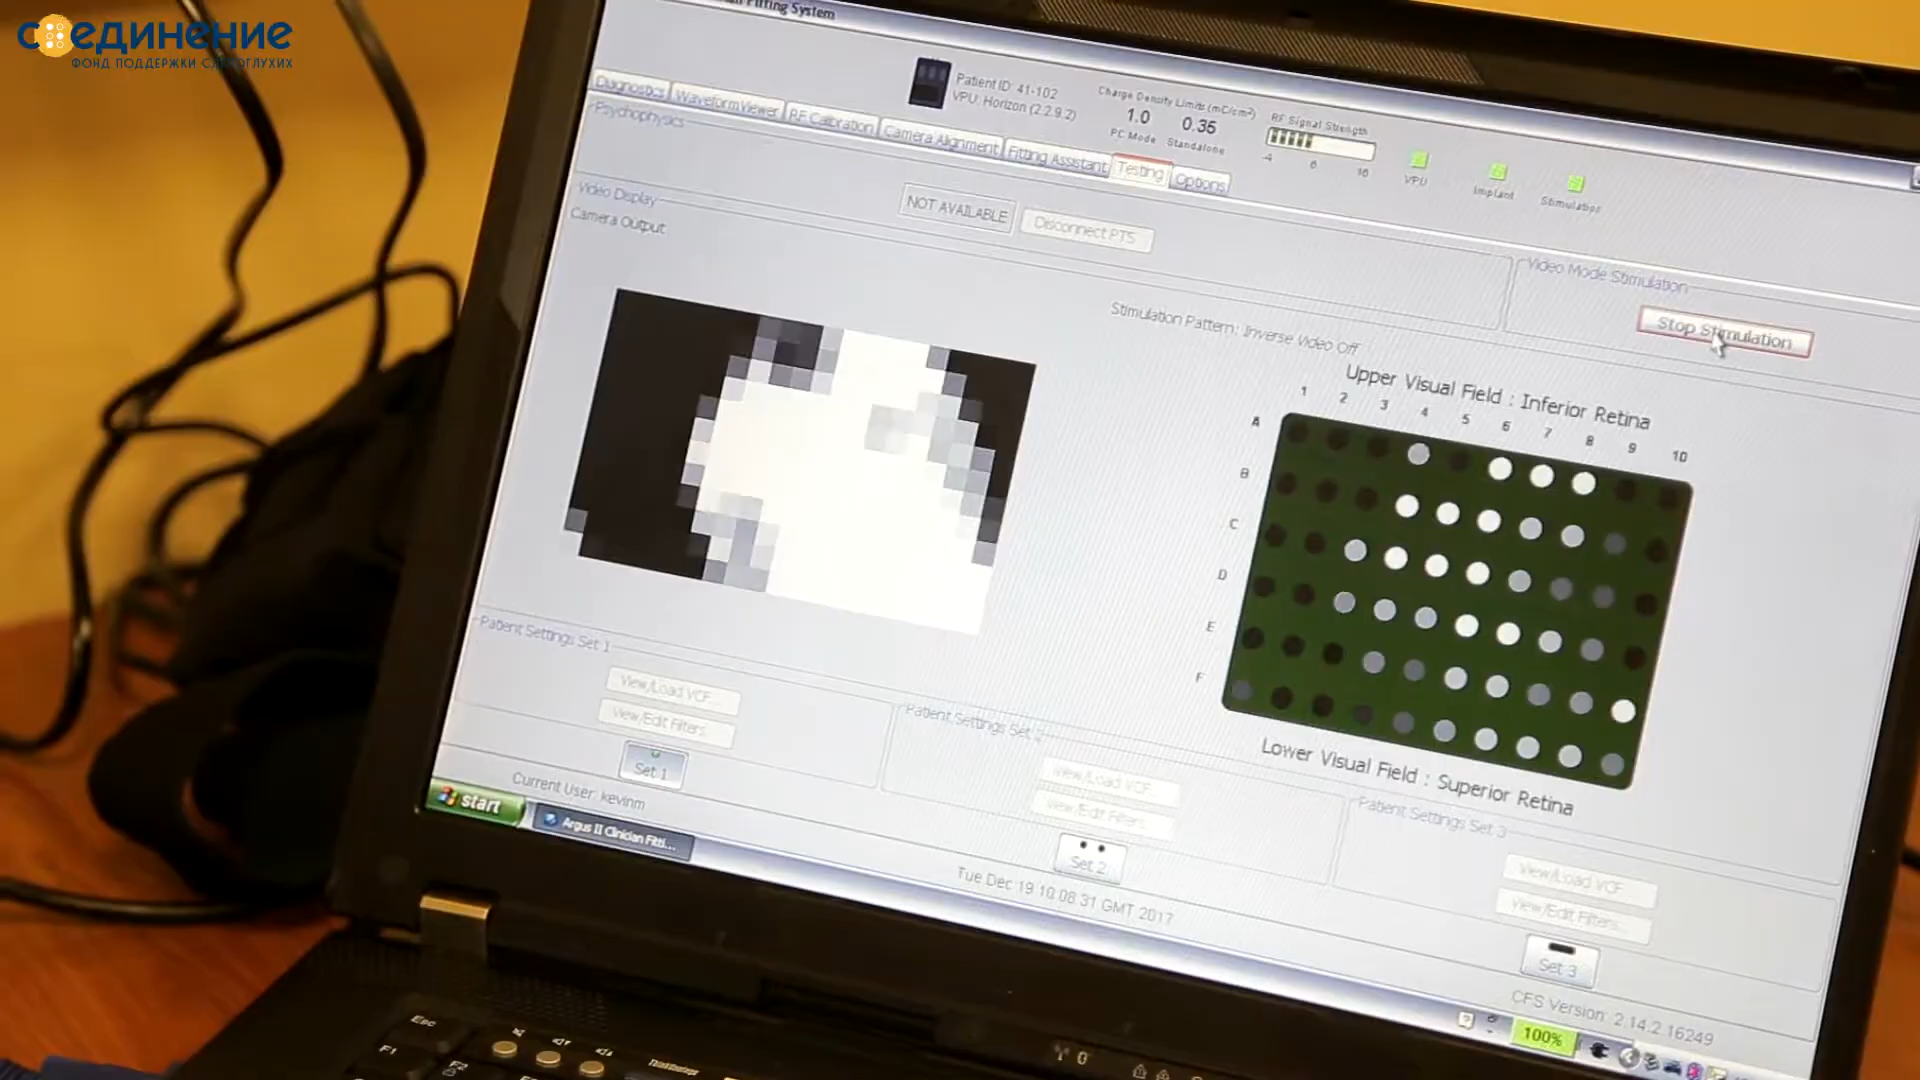 соединение
ФОНД ПОДДЕРЖКИ СЛЕПОГЛУХИХ
Fitting System
Patient ID: 41-102
VPU: Horizon (2.2.9.2)
Charge Density Limits (mC/cm²)
1.0 0.35
PC Mode Standalone
RF Signal Strength
-4 6 16
VPU Implant Stimulation
Diagnostics Waveform Viewer RF Calibration Camera Alignment Fitting Assistant Testing Options
Psychophysics
Video Display
NOT AVAILABLE Disconnect PTS
Camera Output
Video Mode Stimulation
Stop Stimulation
Stimulation Pattern: Inverse Video Off
Upper Visual Field : Inferior Retina
1 2 3 4 5 6 7 8 9 10
A
B
C
D
E
F
Lower Visual Field : Superior Retina
Patient Settings Set 1
View/Load VCF...
View/Edit Filters...
Set 1
Patient Settings Set 2
View/Load VCF...
View/Edit Filters...
Set 2
Patient Settings Set 3
View/Load VCF...
View/Edit Filters...
Set 3
Current User: kevinm
Tue Dec 19 10:08:31 GMT 2017
CFS Version: 2.14.2.16249
start
Argus II Clinician Fitti...
100%
Esc
F1
F2
ThinkVantage